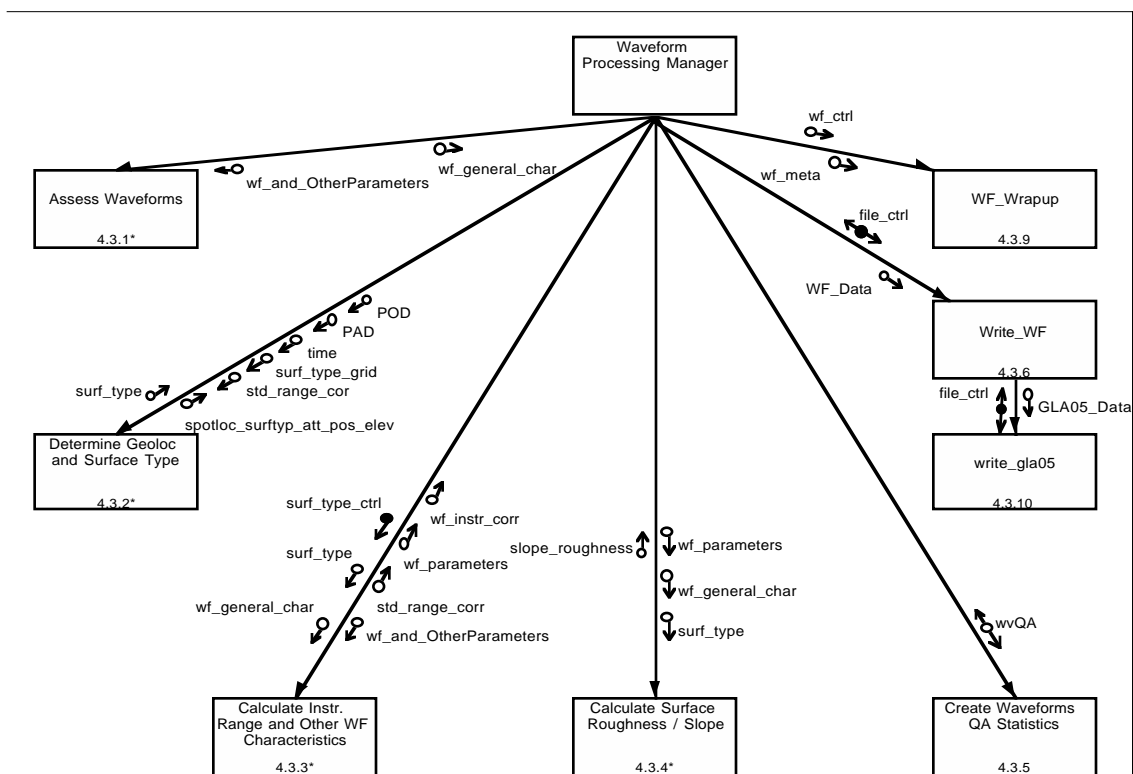 Waveform
Processing Manager
wf_ctrl
wf_general_char
wf_and_OtherParameters
wf_meta
Assess Waveforms
4.3.1*
WF_Wrapup
4.3.9
file_ctrl
WF_Data
POD
PAD
time
surf_type_grid
std_range_cor
surf_type
spotloc_surftyp_att_pos_elev
Write_WF
4.3.6
file_ctrl
GLA05_Data
Determine Geoloc
and Surface Type
4.3.2*
write_gla05
4.3.10
surf_type_ctrl
wf_instr_corr
surf_type
wf_parameters
wf_general_char
std_range_corr
wf_and_OtherParameters
slope_roughness
wf_parameters
wf_general_char
surf_type
wvQA
Calculate Instr.
Range and Other WF
Characteristics
4.3.3*
Calculate Surface
Roughness / Slope
4.3.4*
Create Waveforms
QA Statistics
4.3.5